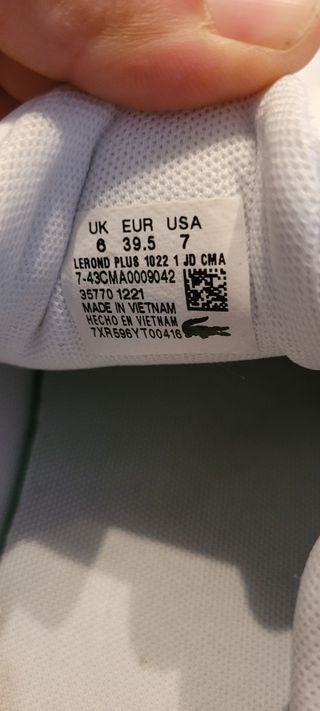 UK EUR USA
6 39.5 7
LEROND PLUS 1022 1 JD CMA
7-43CMA0009042
35770 1221
MADE IN VIETNAM
HECHO EN VIETNAM
7XR596YT00416